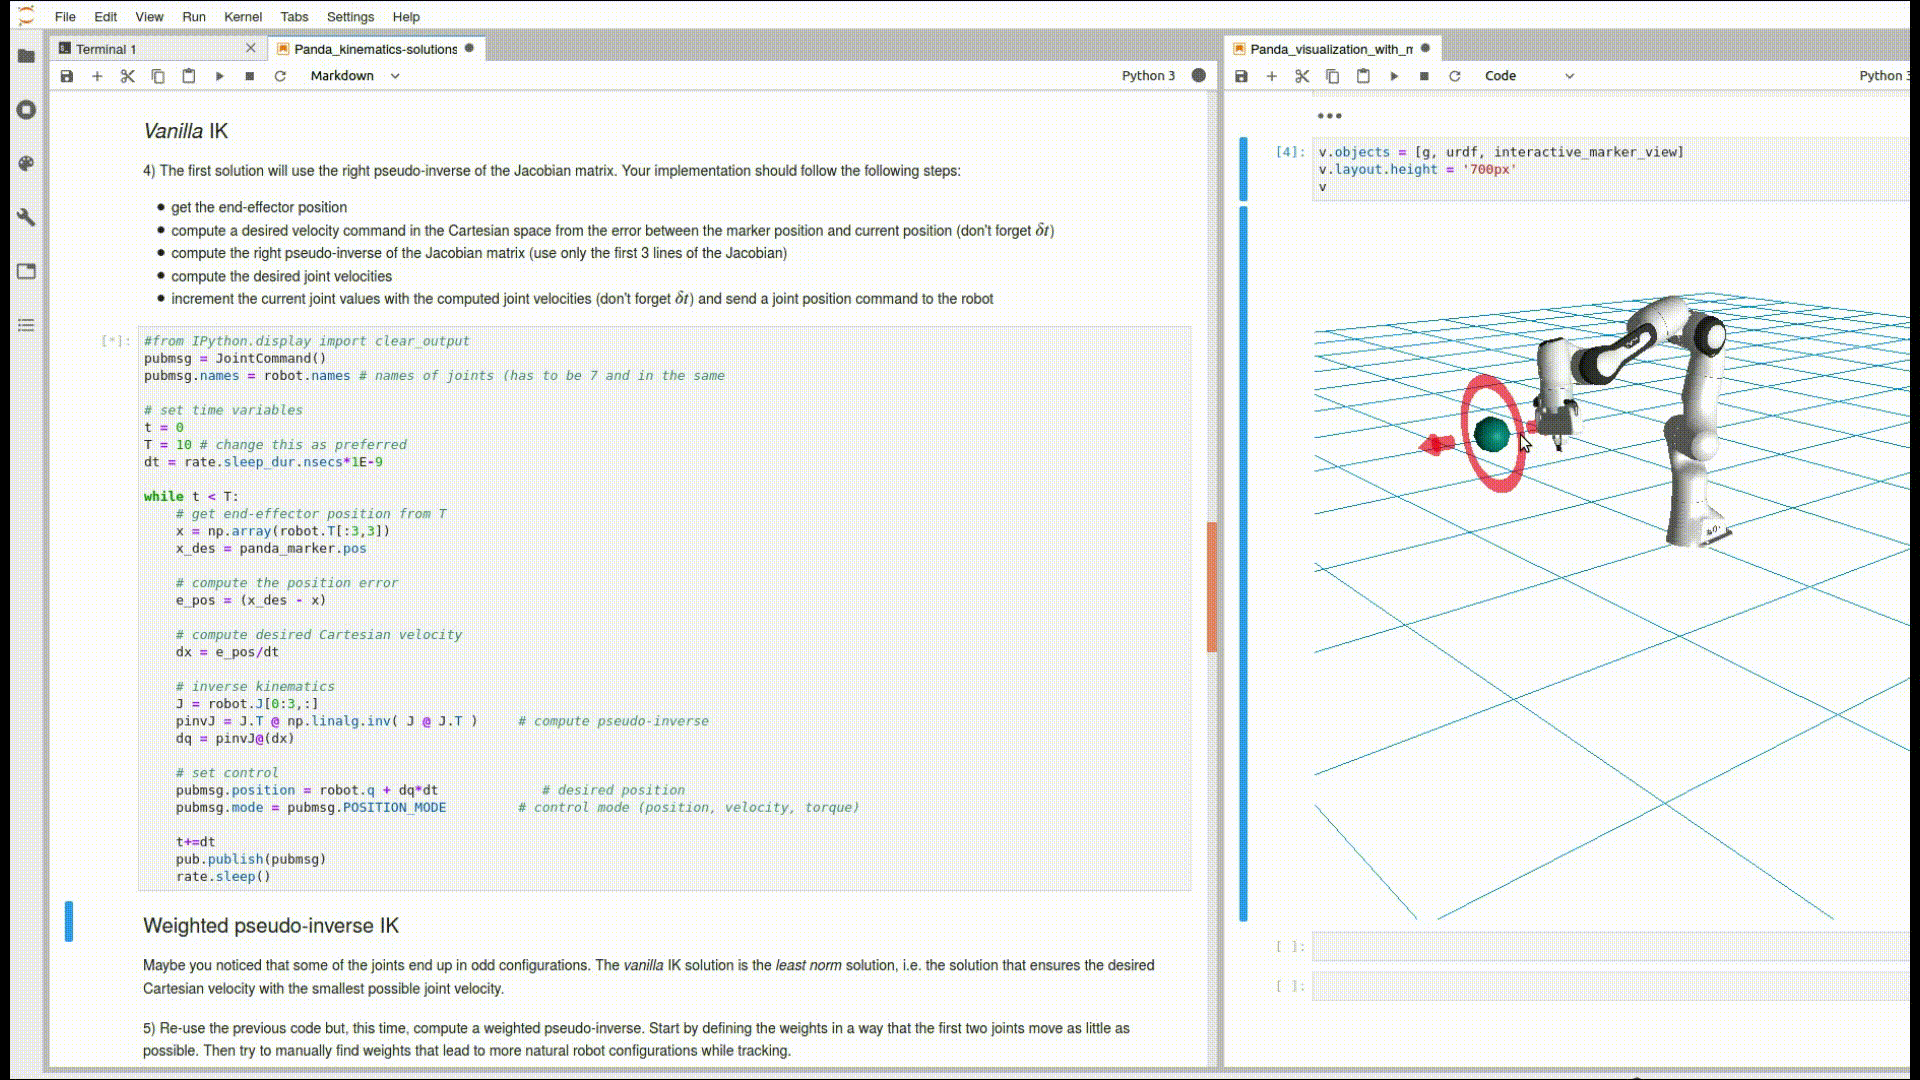 File Edit View Run Kernel Tabs Settings Help
Terminal 1
Panda_kinematics-solutions
Markdown
Python 3
Vanilla IK
4) The first solution will use the right pseudo-inverse of the Jacobian matrix. Your implementation should follow the following steps:
• get the end-effector position
• compute a desired velocity command in the Cartesian space from the error between the marker position and current position (don't forget δt)
• compute the right pseudo-inverse of the Jacobian matrix (use only the first 3 lines of the Jacobian)
• compute the desired joint velocities
• increment the current joint values with the computed joint velocities (don't forget δt) and send a joint position command to the robot
[*]:
#from IPython.display import clear_output
pubmsg = JointCommand()
pubmsg.names = robot.names # names of joints (has to be 7 and in the same
# set time variables
t = 0
T = 10 # change this as preferred
dt = rate.sleep_dur.nsecs*1E-9
while t < T:
    # get end-effector position from T
    x = np.array(robot.T[:3,3])
    x_des = panda_marker.pos
    # compute the position error
    e_pos = (x_des - x)
    # compute desired Cartesian velocity
    dx = e_pos/dt
    # inverse kinematics
    J = robot.J[0:3,:]
    pinvJ = J.T @ np.linalg.inv( J @ J.T )     # compute pseudo-inverse
    dq = pinvJ@(dx)
    # set control
    pubmsg.position = robot.q + dq*dt             # desired position
    pubmsg.mode = pubmsg.POSITION_MODE         # control mode (position, velocity, torque)
    t+=dt
    pub.publish(pubmsg)
    rate.sleep()
Weighted pseudo-inverse IK
Maybe you noticed that some of the joints end up in odd configurations. The vanilla IK solution is the least norm solution, i.e. the solution that ensures the desired
Cartesian velocity with the smallest possible joint velocity.
5) Re-use the previous code but, this time, compute a weighted pseudo-inverse. Start by defining the weights in a way that the first two joints move as little as
possible. Then try to manually find weights that lead to more natural robot configurations while tracking.
Panda_visualization_with_m
Code
Python 3
[4]:
v.objects = [g, urdf, interactive_marker_view]
v.layout.height = '700px'
v
[ ]:
[ ]: